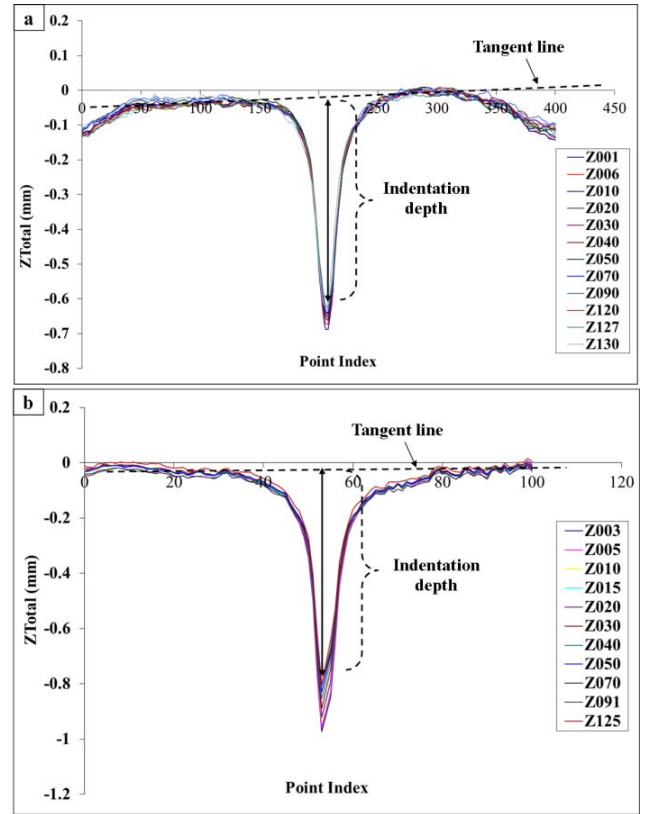 a
0.2
0.1
0
-0.1
-0.2
-0.3
-0.4
-0.5
-0.6
-0.7
-0.8
ZTotal (mm)
0 50 100 150 200 250 300 350 400 450
Point Index
Tangent line
Indentation
depth
Z001
Z006
Z010
Z020
Z030
Z040
Z050
Z070
Z090
Z120
Z127
Z130
b
0.2
0
-0.2
-0.4
-0.6
-0.8
-1
-1.2
ZTotal (mm)
0 20 40 60 80 100 120
Point Index
Tangent line
Indentation
depth
Z003
Z005
Z010
Z015
Z020
Z030
Z040
Z050
Z070
Z091
Z125